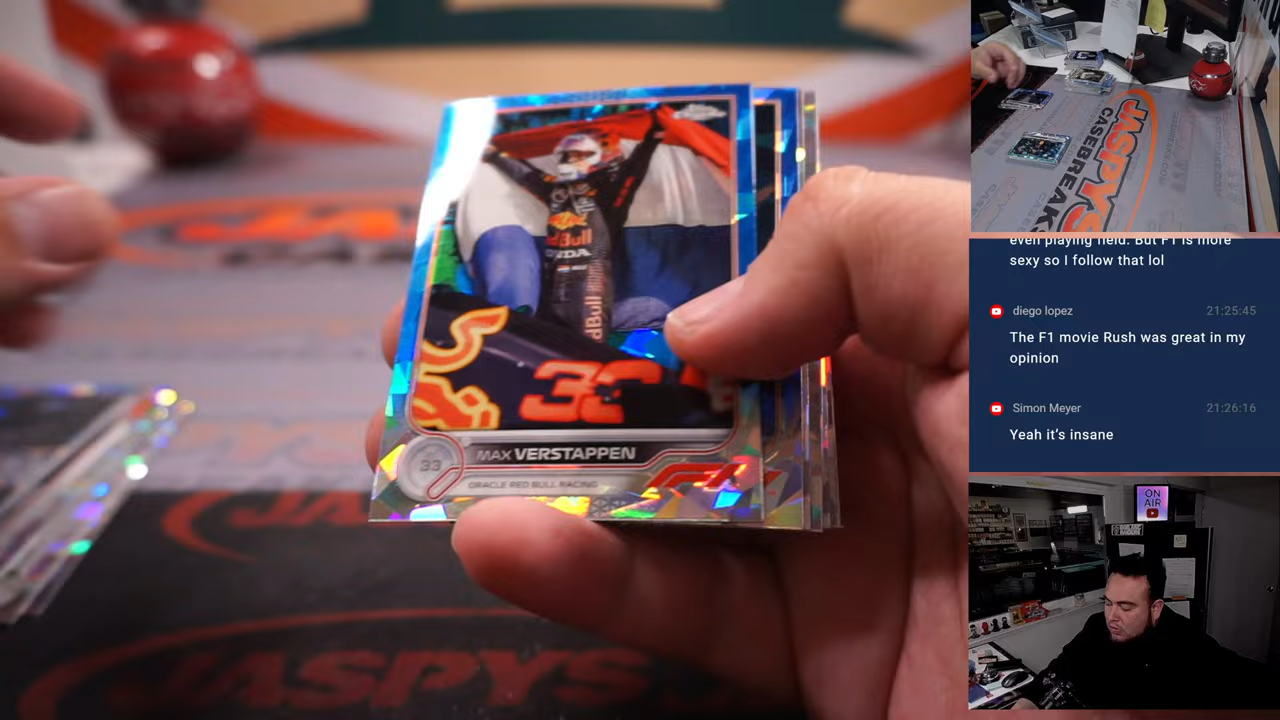 JASPYS
JASPYS
CASEBREAKS
even playing field. But F1 is more
sexy so I follow that lol
diego lopez 21:25:45
The F1 movie Rush was great in my
opinion
Simon Meyer 21:26:16
Yeah it's insane
Red Bull
HONDA
RedBull
33
33
MAX VERSTAPPEN
ORACLE RED BULL RACING
ON
AIR